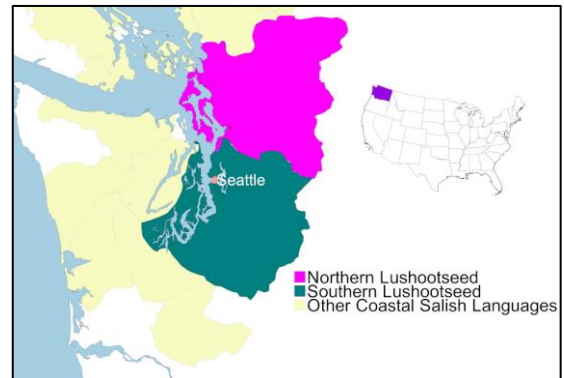 Seattle
Northern Lushootseed
Southern Lushootseed
Other Coastal Salish Languages